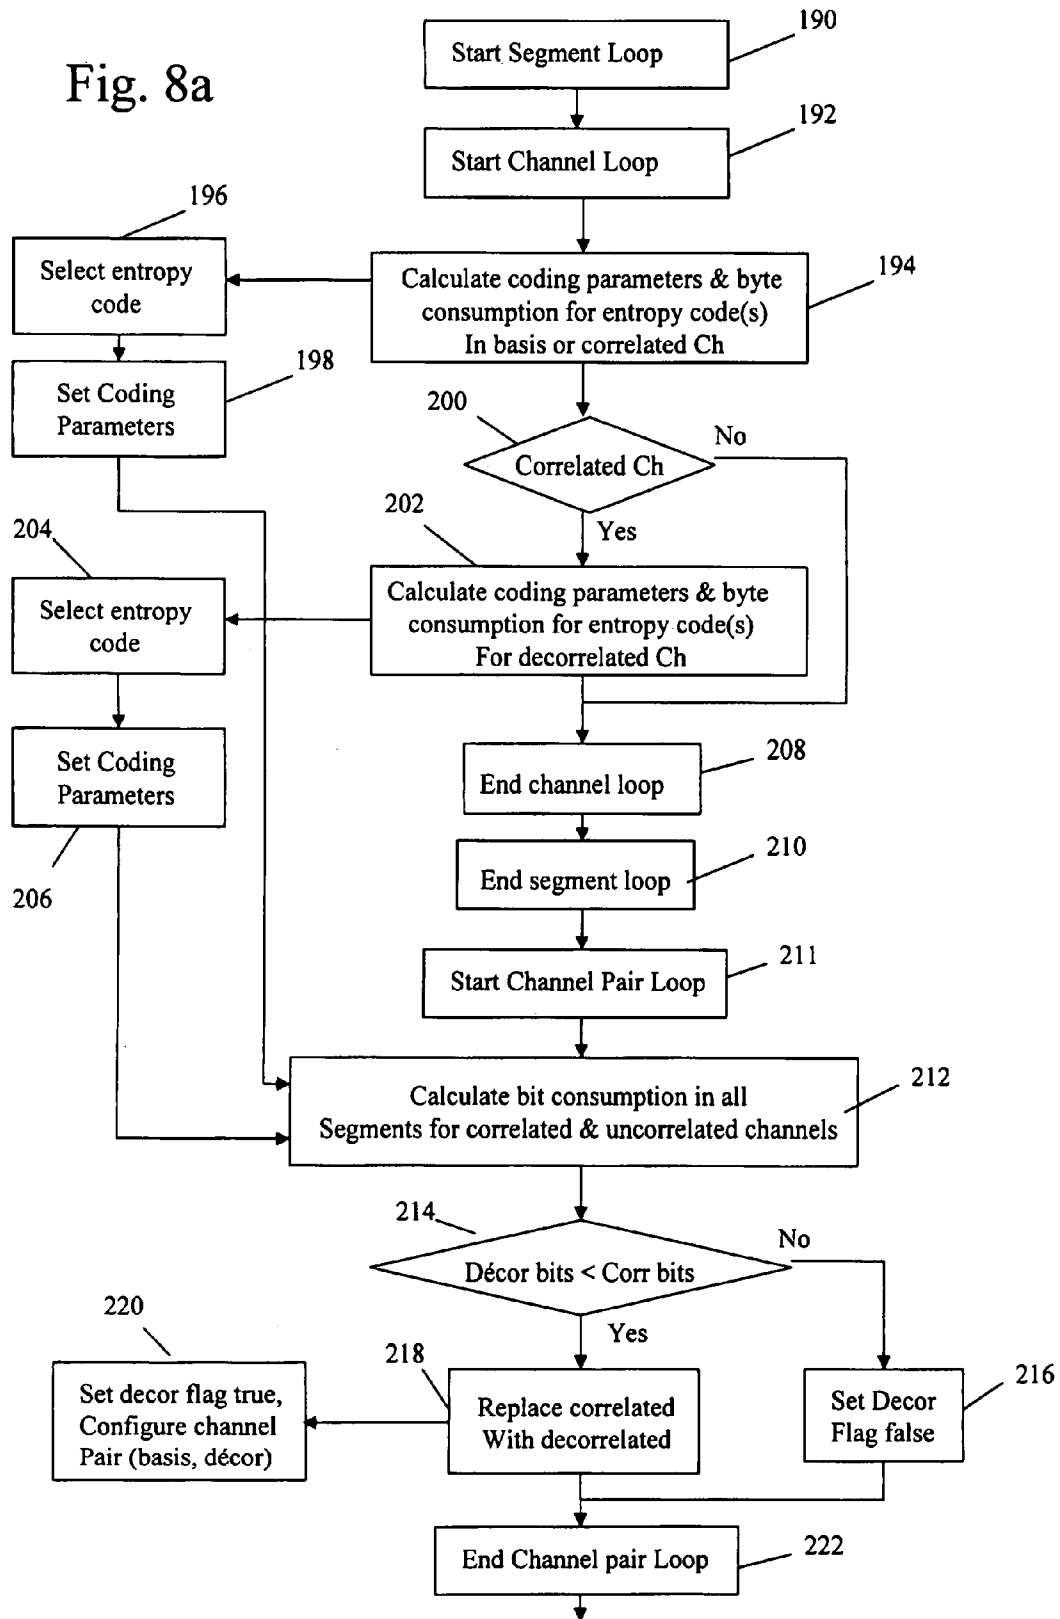 Fig. 8a
190
Start Segment Loop
192
Start Channel Loop
196
Select entropy
code
194
Calculate coding parameters & byte
consumption for entropy code(s)
In basis or correlated Ch
198
Set Coding
Parameters
200
Correlated Ch
No
Yes
202
204
Select entropy
code
Calculate coding parameters & byte
consumption for entropy code(s)
For decorrelated Ch
Set Coding
Parameters
206
208
End channel loop
210
End segment loop
211
Start Channel Pair Loop
212
Calculate bit consumption in all
Segments for correlated & uncorrelated channels
214
Décor bits < Corr bits
No
Yes
220
Set decor flag true,
Configure channel
Pair (basis, décor)
218
Replace correlated
With decorrelated
216
Set Decor
Flag false
End Channel pair Loop
222